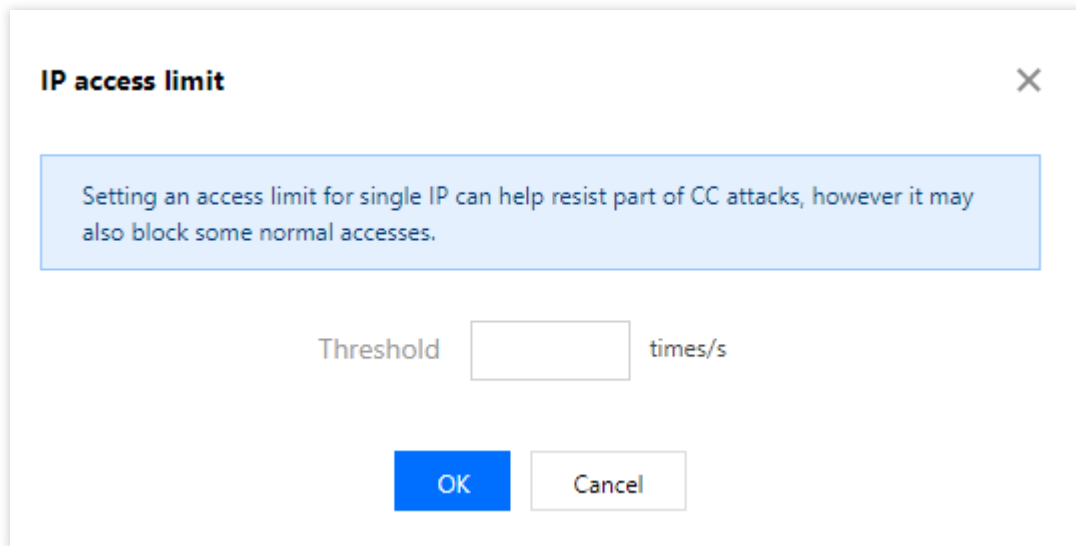 IP access limit
Setting an access limit for single IP can help resist part of CC attacks, however it may
also block some normal accesses.
Threshold times/s
OK Cancel